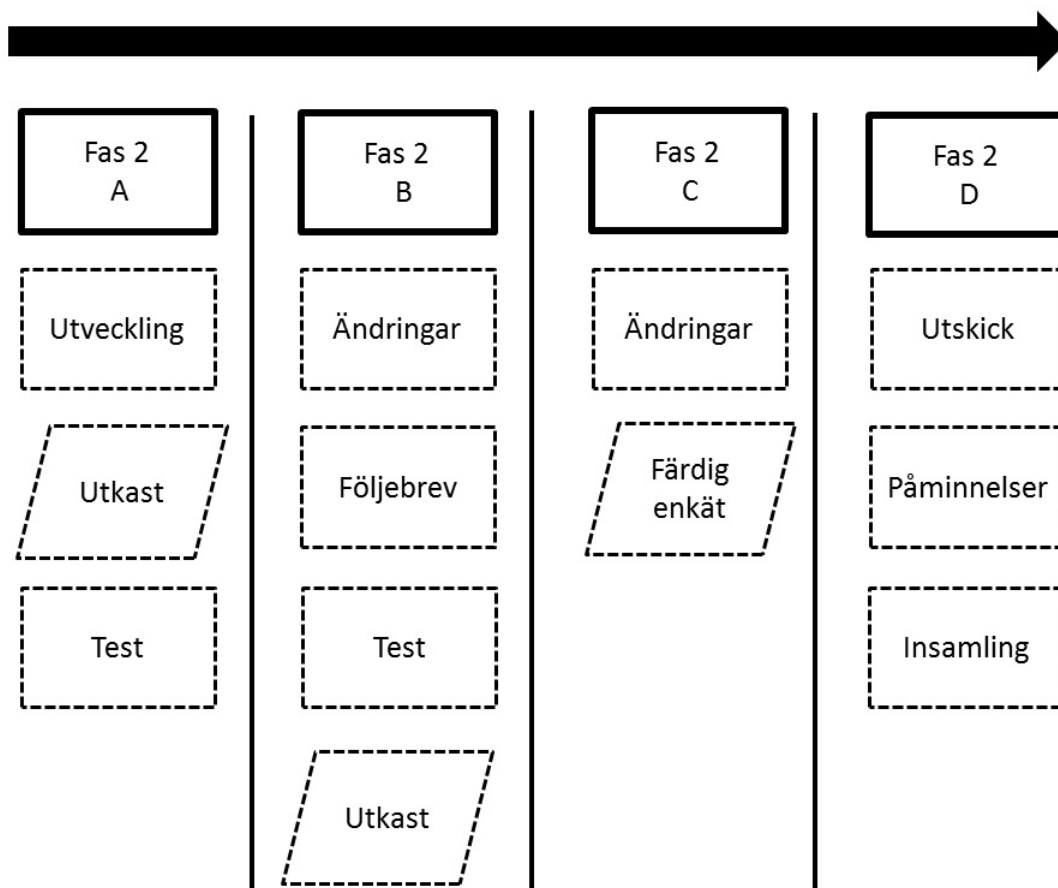 Fas 2
A
Utveckling
Utkast
Test
Fas 2
B
Ändringar
Följebrev
Test
Utkast
Fas 2
C
Ändringar
Färdig
enkät
Fas 2
D
Utskick
Påminnelser
Insamling